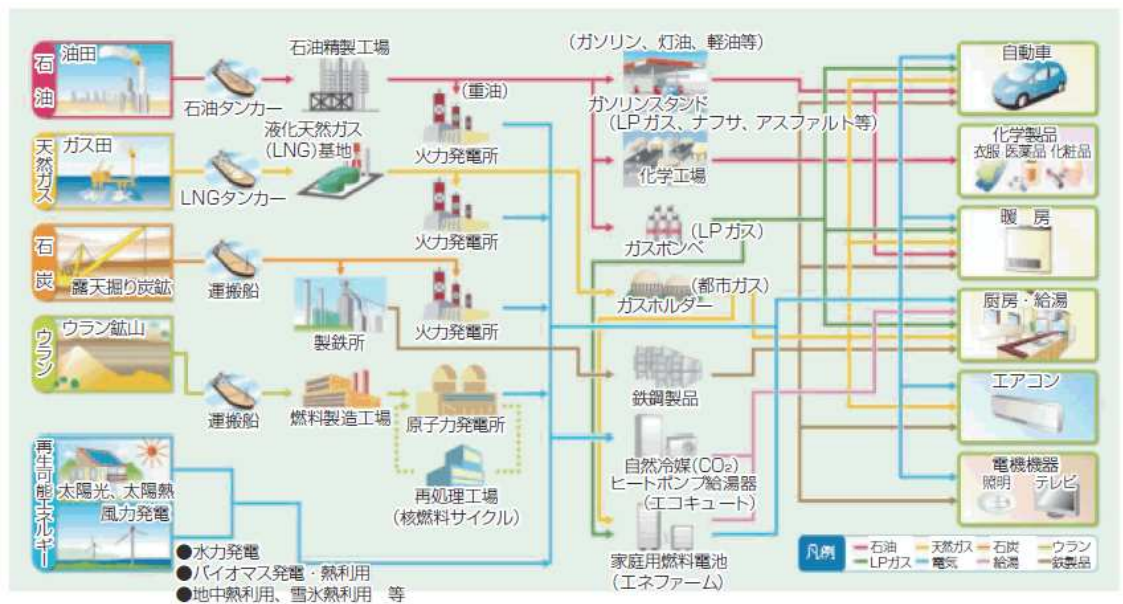 石油
油田
石油タンカー
石油精製工場
(重油)
火力発電所
(ガソリン、灯油、軽油等)
ガソリンスタンド
(LPガス、ナフサ、アスファルト等)
化学工場
ガスボンベ
(LPガス)
天然ガス
ガス田
LNGタンカー
液化天然ガス
(LNG)基地
火力発電所
ガスホルダー
(都市ガス)
石炭
露天掘り炭鉱
運搬船
製鉄所
火力発電所
鉄鋼製品
ウラン
ウラン鉱山
運搬船
燃料製造工場
原子力発電所
再処理工場
(核燃料サイクル)
自然冷媒(CO₂)
ヒートポンプ給湯器
(エコキュート)
家庭用燃料電池
(エネファーム)
再生可能エネルギー
太陽光、太陽熱
風力発電
●水力発電
●バイオマス発電・熱利用
●地中熱利用、雪氷熱利用 等
自動車
化学製品
衣服 医薬品 化粧品
暖 房
厨房・給湯
エアコン
電機機器
照明 テレビ
凡例
石油 天然ガス 石炭 ウラン
LPガス 電気 給湯 鉄製品